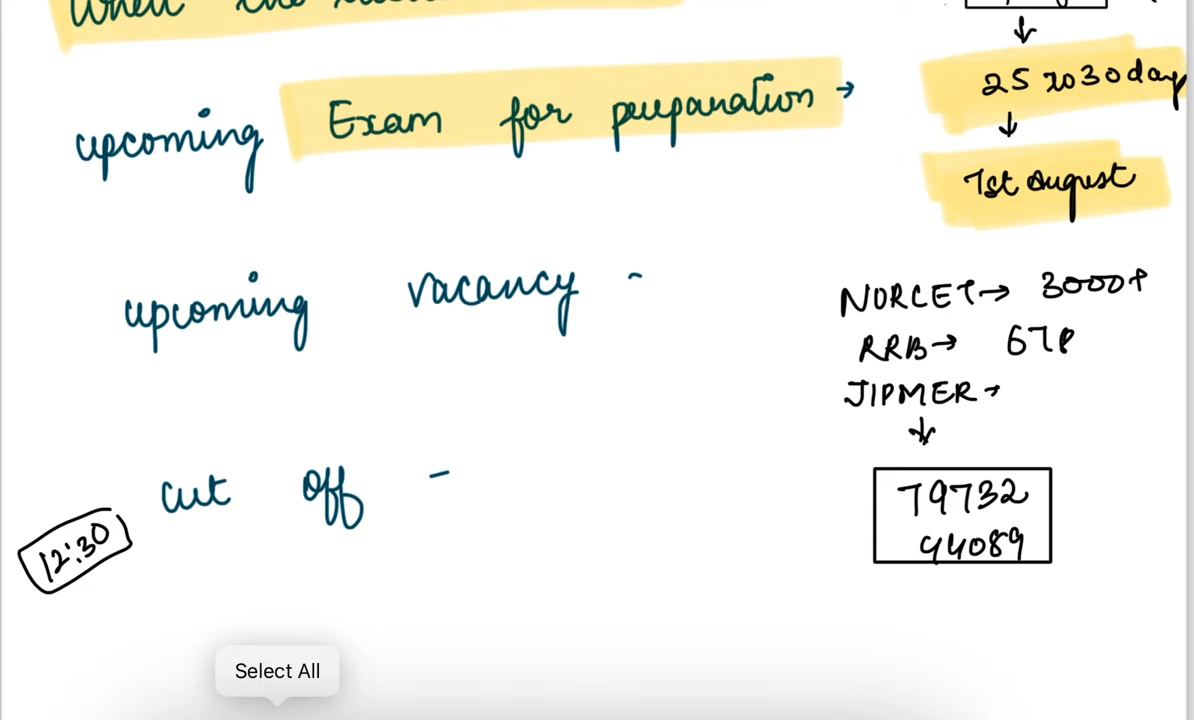 upcoming Exam for preparation →
25 to 30 day
↓
1st August
upcoming vacancy -
NORCET → 3000+
RRB →
JIPMER →
↓
79732
44089
cut off -
12:30
Select All